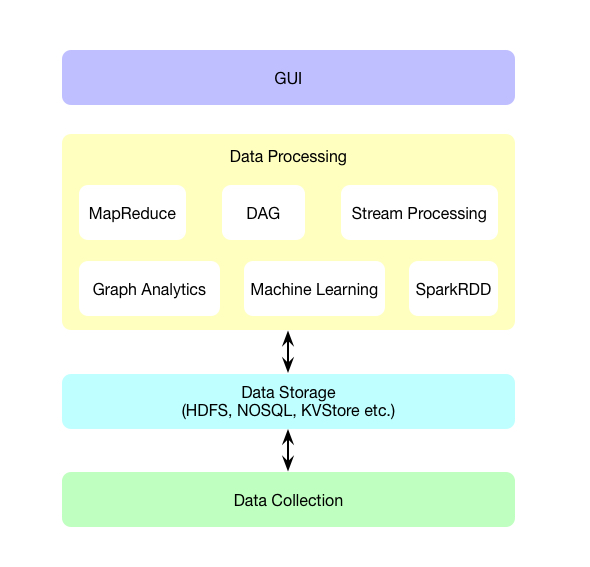 GUI
Data Processing
MapReduce
DAG
Stream Processing
Graph Analytics
Machine Learning
SparkRDD
Data Storage
(HDFS, NOSQL, KVStore etc.)
Data Collection